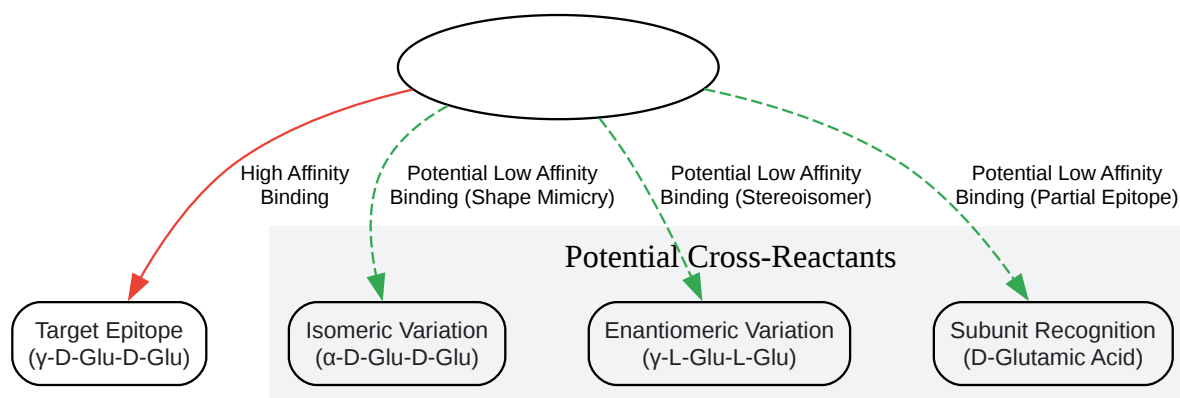 High Affinity
Binding
Potential Low Affinity
Binding (Shape Mimicry)
Potential Low Affinity
Binding (Stereoisomer)
Potential Low Affinity
Binding (Partial Epitope)
Potential Cross-Reactants
Target Epitope
(γ-D-Glu-D-Glu)
Isomeric Variation
(α-D-Glu-D-Glu)
Enantiomeric Variation
(γ-L-Glu-L-Glu)
Subunit Recognition
(D-Glutamic Acid)